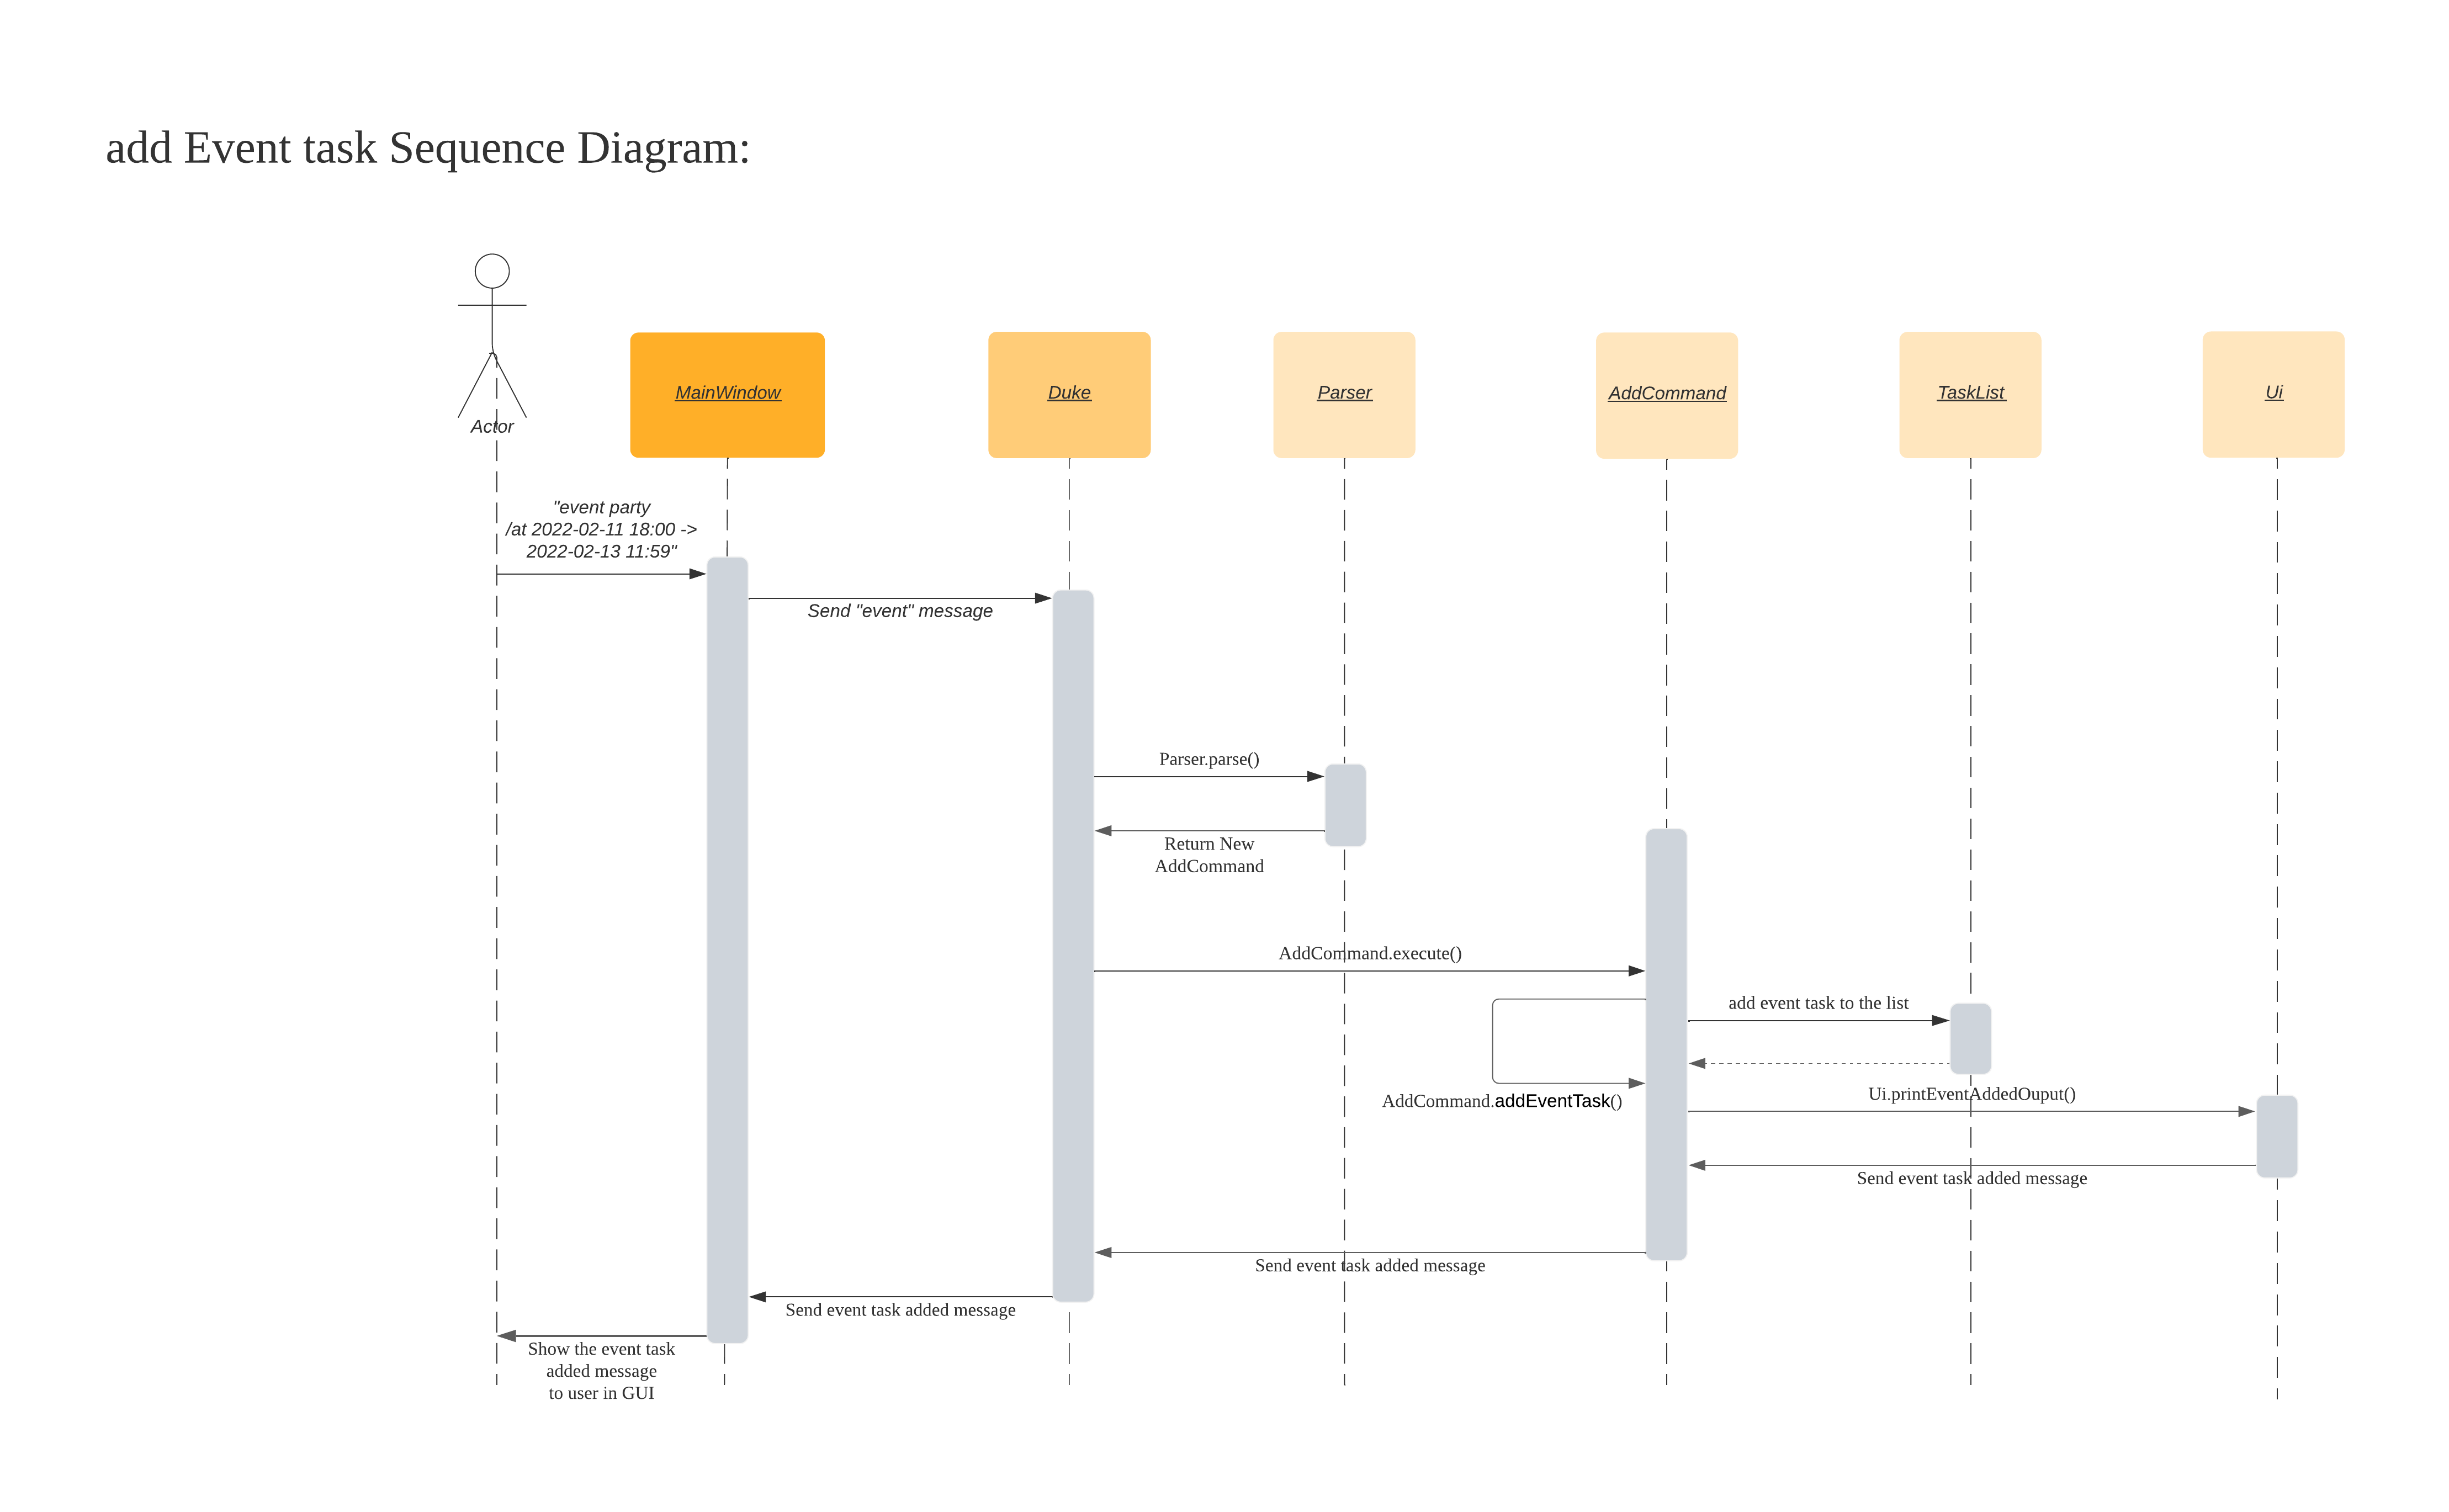 add Event task Sequence Diagram:
Actor
MainWindow
Duke
Parser
AddCommand
TaskList
Ui
"event party
/at 2022-02-11 18:00 ->
2022-02-13 11:59"
Send "event" message
Parser.parse()
Return New
AddCommand
AddCommand.execute()
add event task to the list
AddCommand.addEventTask()
Ui.printEventAddedOuput()
Send event task added message
Send event task added message
Send event task added message
Show the event task
added message
to user in GUI